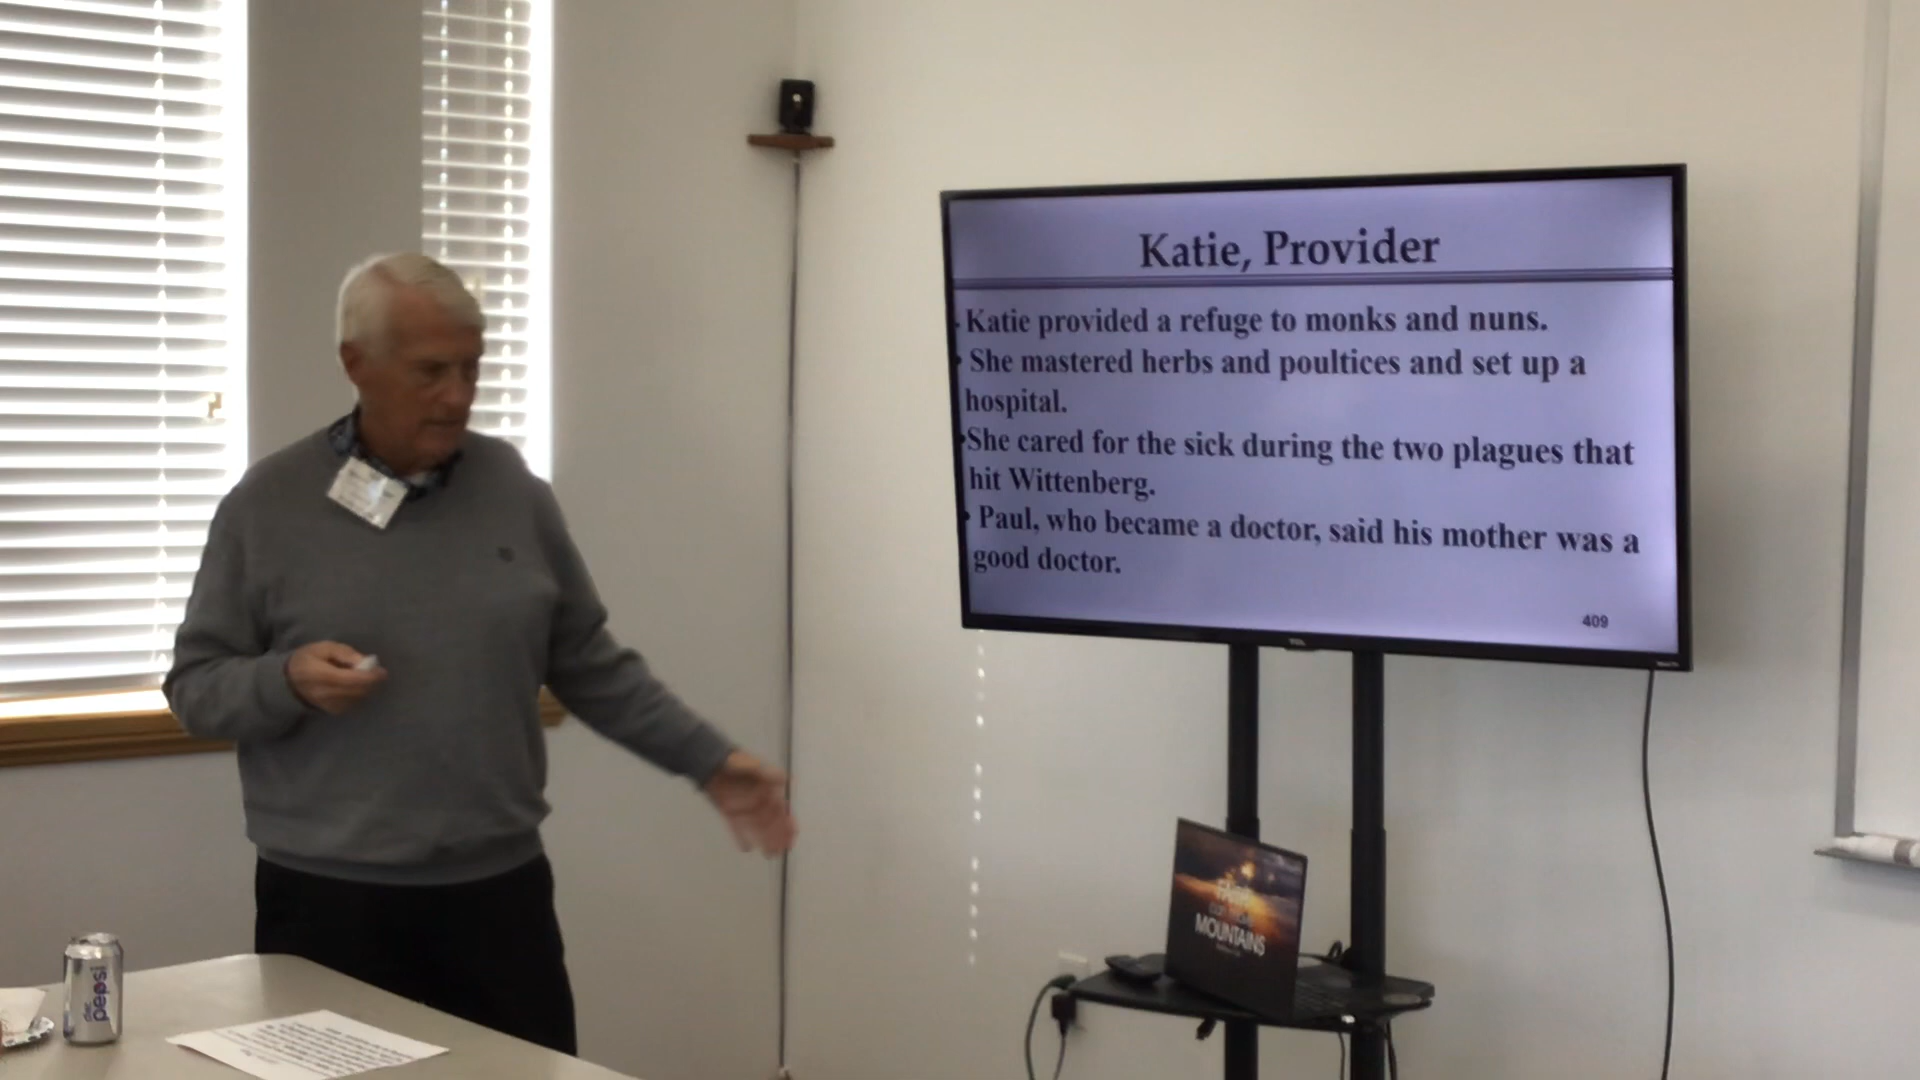 Katie, Provider
• Katie provided a refuge to monks and nuns.
• She mastered herbs and poultices and set up a
hospital.
•She cared for the sick during the two plagues that
hit Wittenberg.
• Paul, who became a doctor, said his mother was a
good doctor.
409
TCL
MOUNTAINS
diet
pepsi